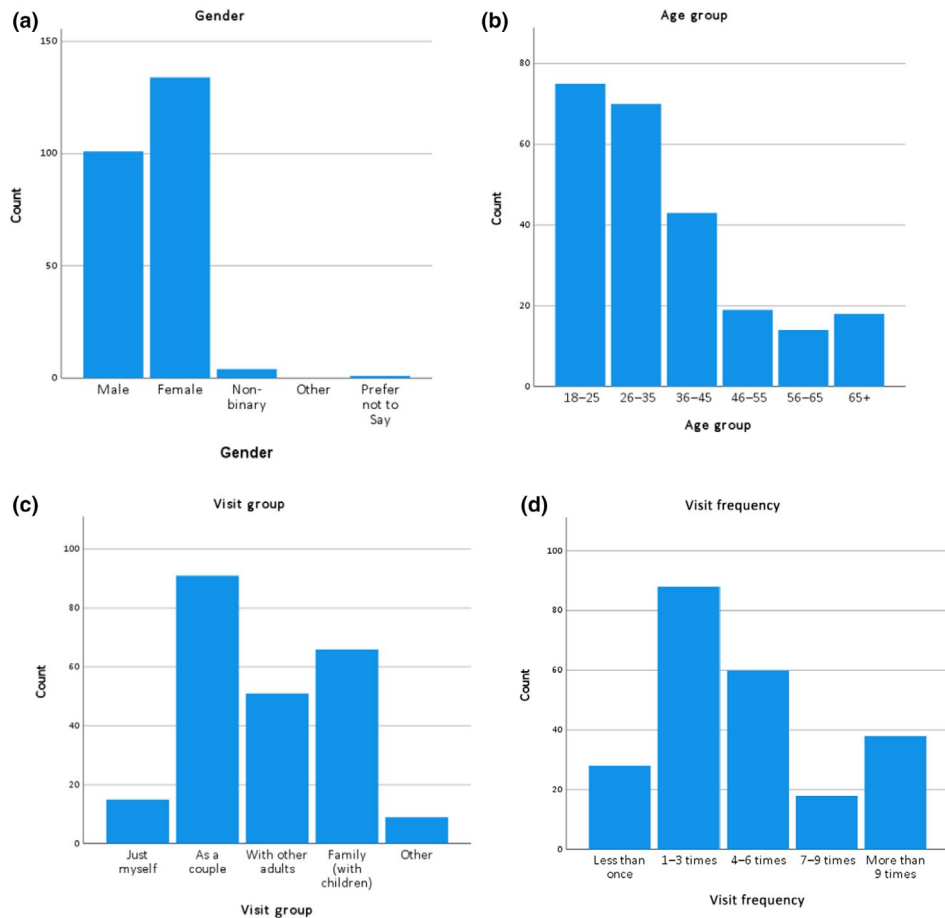 (a)
Gender
150
100
50
0
Count
Male Female Non- Other Prefer
binary not to
Say
Gender
(b)
Age group
80
60
40
20
0
Count
18–25 26–35 36–45 46–55 56–65 65+
Age group
(c)
Visit group
100
80
60
40
20
0
Count
Just As a With other Family Other
myself couple adults (with
children)
Visit group
(d)
Visit frequency
100
80
60
40
20
0
Count
Less than 1–3 times 4–6 times 7–9 times More than
once 9 times
Visit frequency